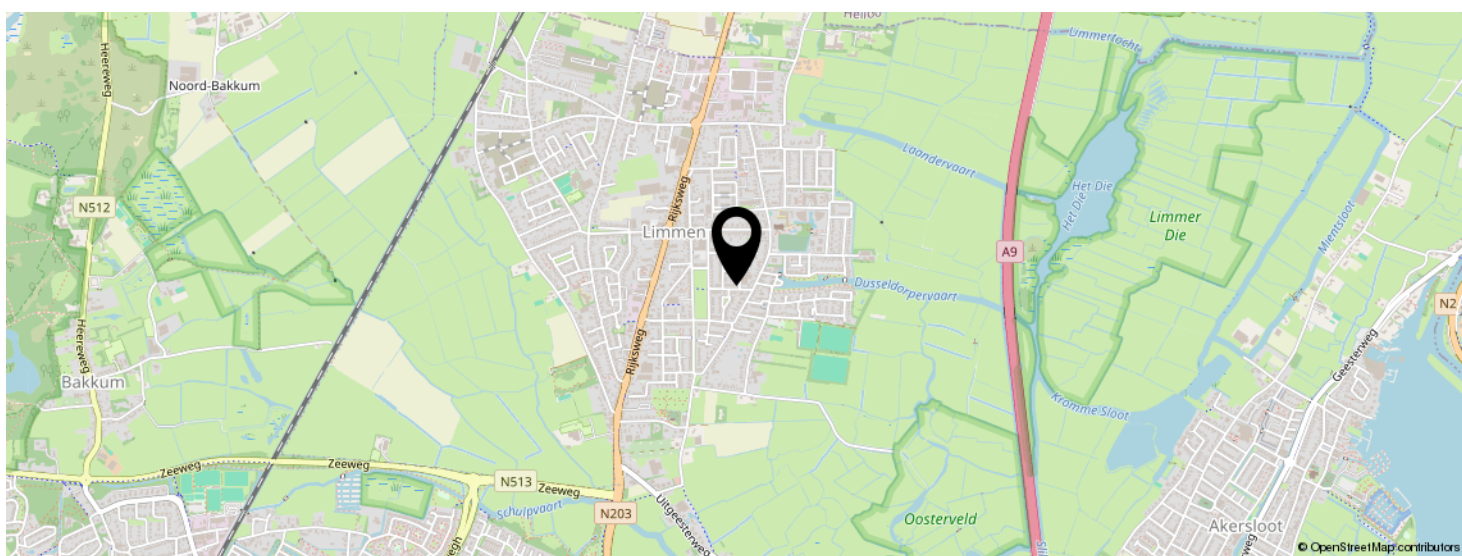 Heereweg
Heiloo
Limmertocht
Noord-Bakkum
Laandervaart
Rijksweg
Het Die
Het Die
Mientsloot
N512
Limmer
Die
Limmen
A9
Dusseldorpervaart
N2
Heereweg
Geesterweg
Rijksweg
Bakkum
Kromme Sloot
Zeeweg
Zeeweg
N513
Zeeweg
Schulpvaart
N203
Uitgeesterweg
Oosterveld
Akersloot
© OpenStreetMap contributors